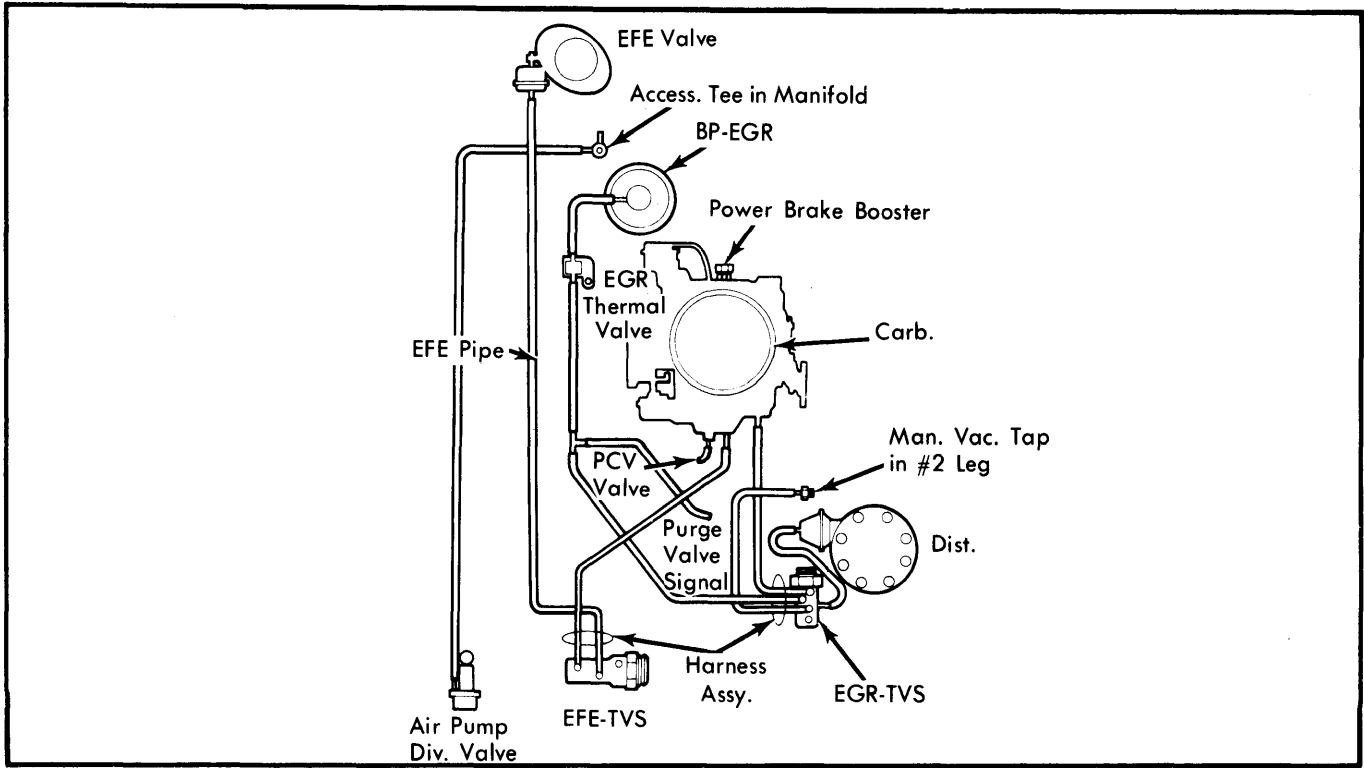 EFE Valve
Access. Tee in Manifold
BP-EGR
Power Brake Booster
EGR
Thermal
Valve
Carb.
EFE Pipe
Man. Vac. Tap
in #2 Leg
PCV
Valve
Purge
Valve
Signal
Dist.
Harness
Assy.
EGR-TVS
EFE-TVS
Air Pump
Div. Valve